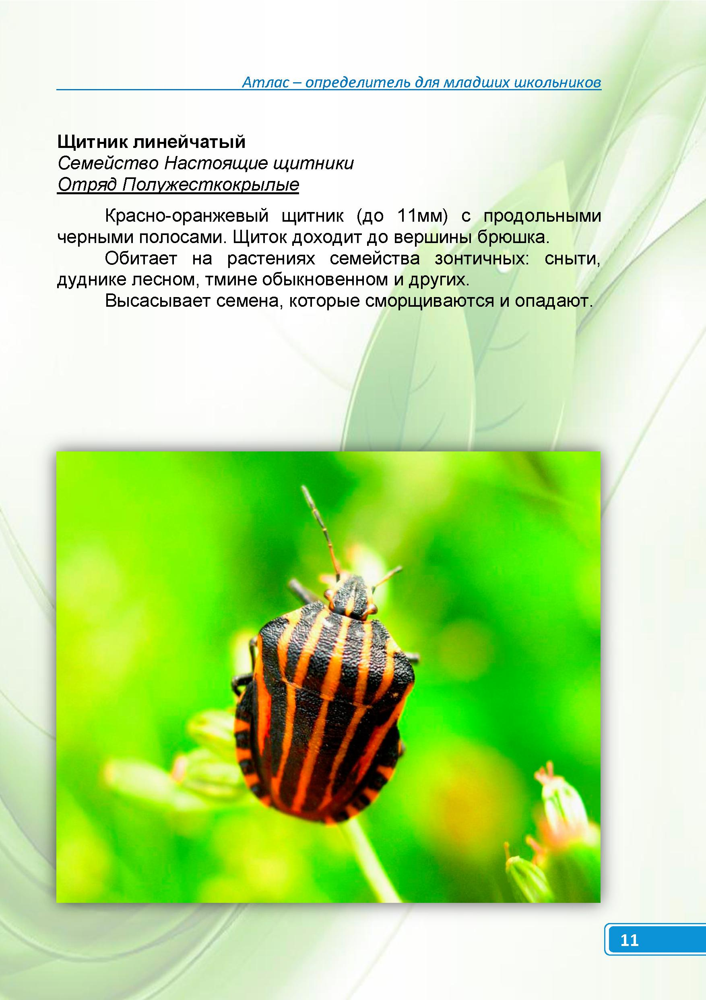 Атлас – определитель для младших школьников
Щитник линейчатый
Семейство Настоящие щитники
Отряд Полужесткокрылые
Красно-оранжевый щитник (до 11мм) с продольными
черными полосами. Щиток доходит до вершины брюшка.
Обитает на растениях семейства зонтичных: сныти,
дуднике лесном, тмине обыкновенном и других.
Высасывает семена, которые сморщиваются и опадают.
11